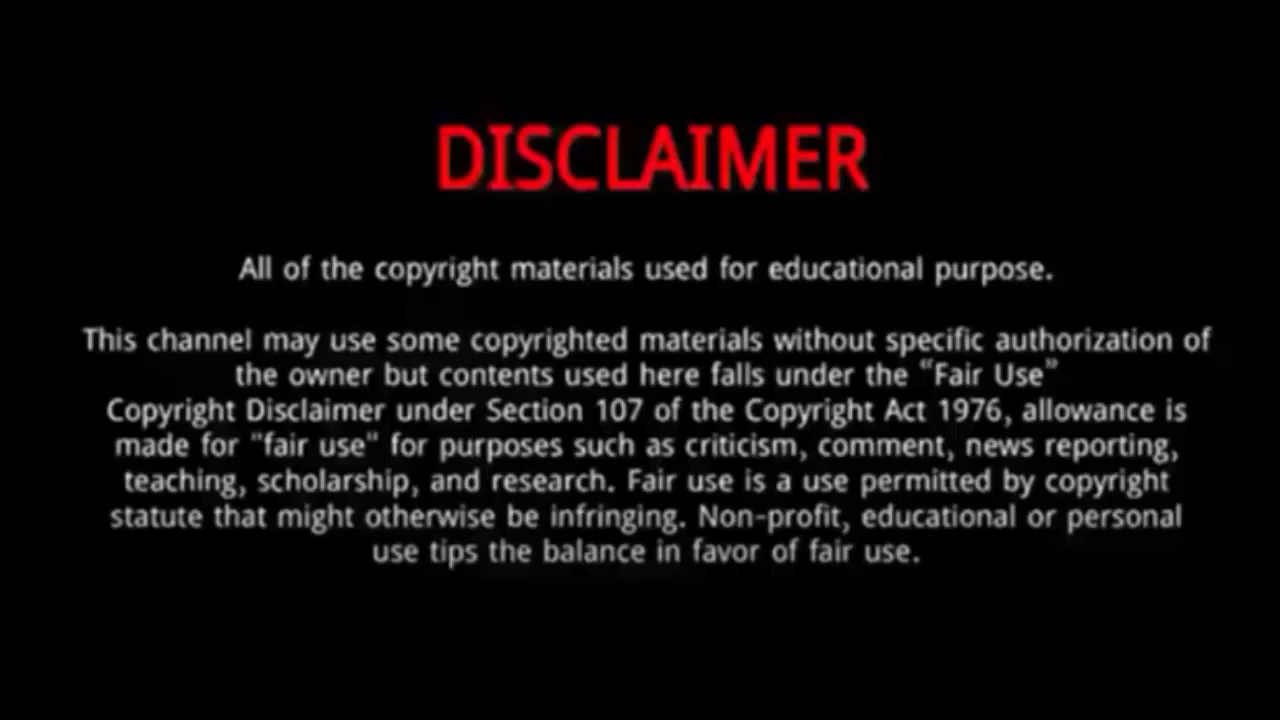 DISCLAIMER
All of the copyright materials used for educational purpose.
This channel may use some copyrighted materials without specific authorization of
the owner but contents used here falls under the “Fair Use”
Copyright Disclaimer under Section 107 of the Copyright Act 1976, allowance is
made for "fair use" for purposes such as criticism, comment, news reporting,
teaching, scholarship, and research. Fair use is a use permitted by copyright
statute that might otherwise be infringing. Non-profit, educational or personal
use tips the balance in favor of fair use.